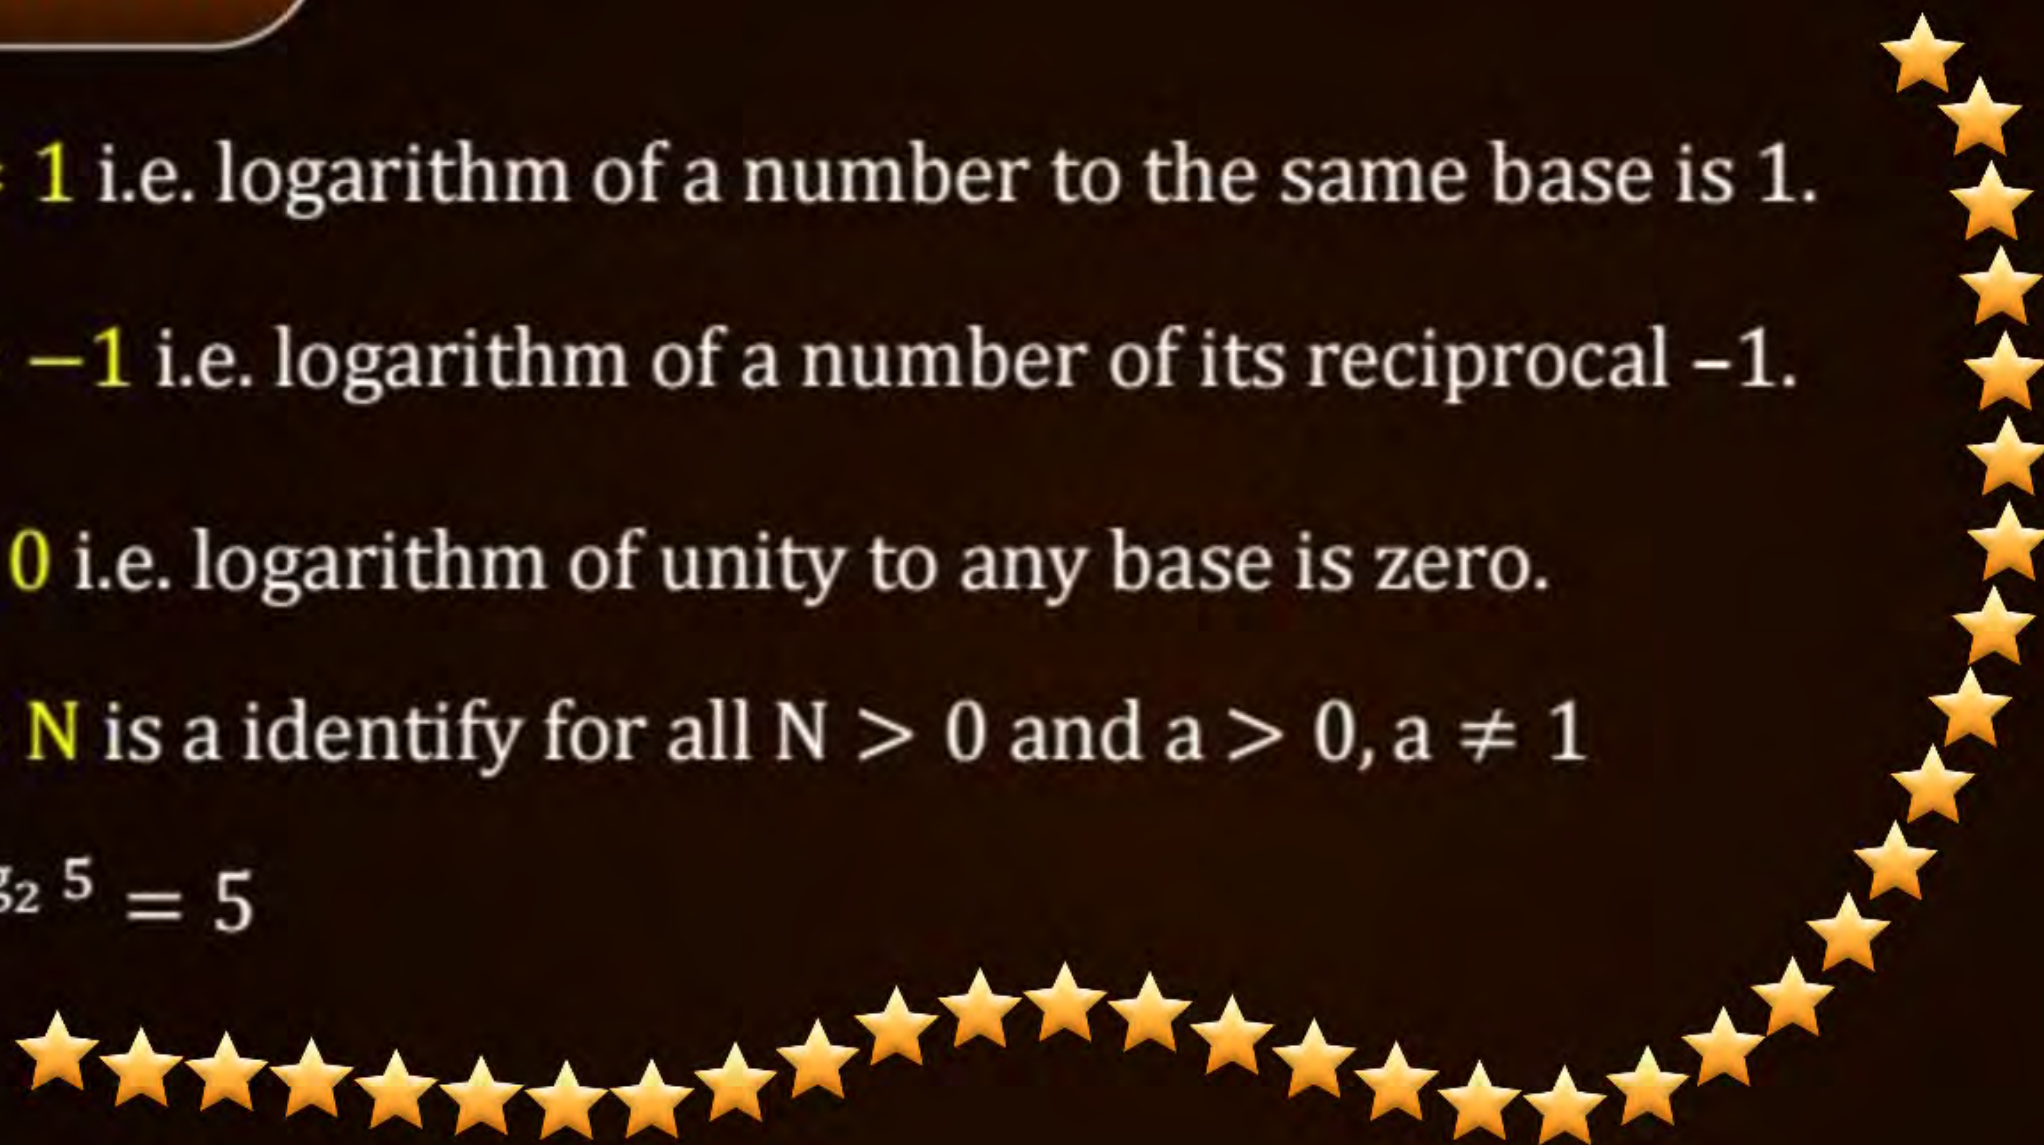 1 i.e. logarithm of a number to the same base is 1.
−1 i.e. logarithm of a number of its reciprocal –1.
0 i.e. logarithm of unity to any base is zero.
N is a identify for all N > 0 and a > 0, a ≠ 1
₂ ⁵ = 5